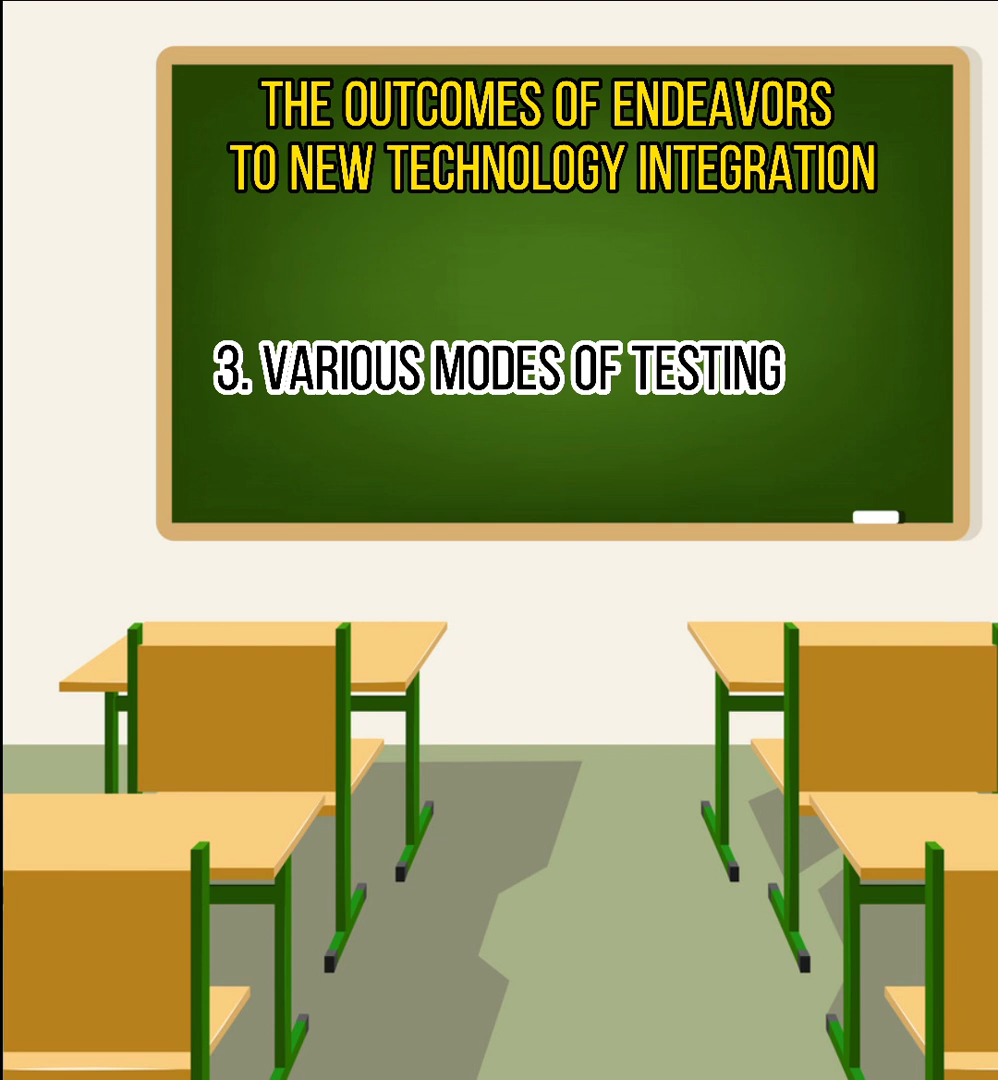 THE OUTCOMES OF ENDEAVORS
TO NEW TECHNOLOGY INTEGRATION
3. VARIOUS MODES OF TESTING